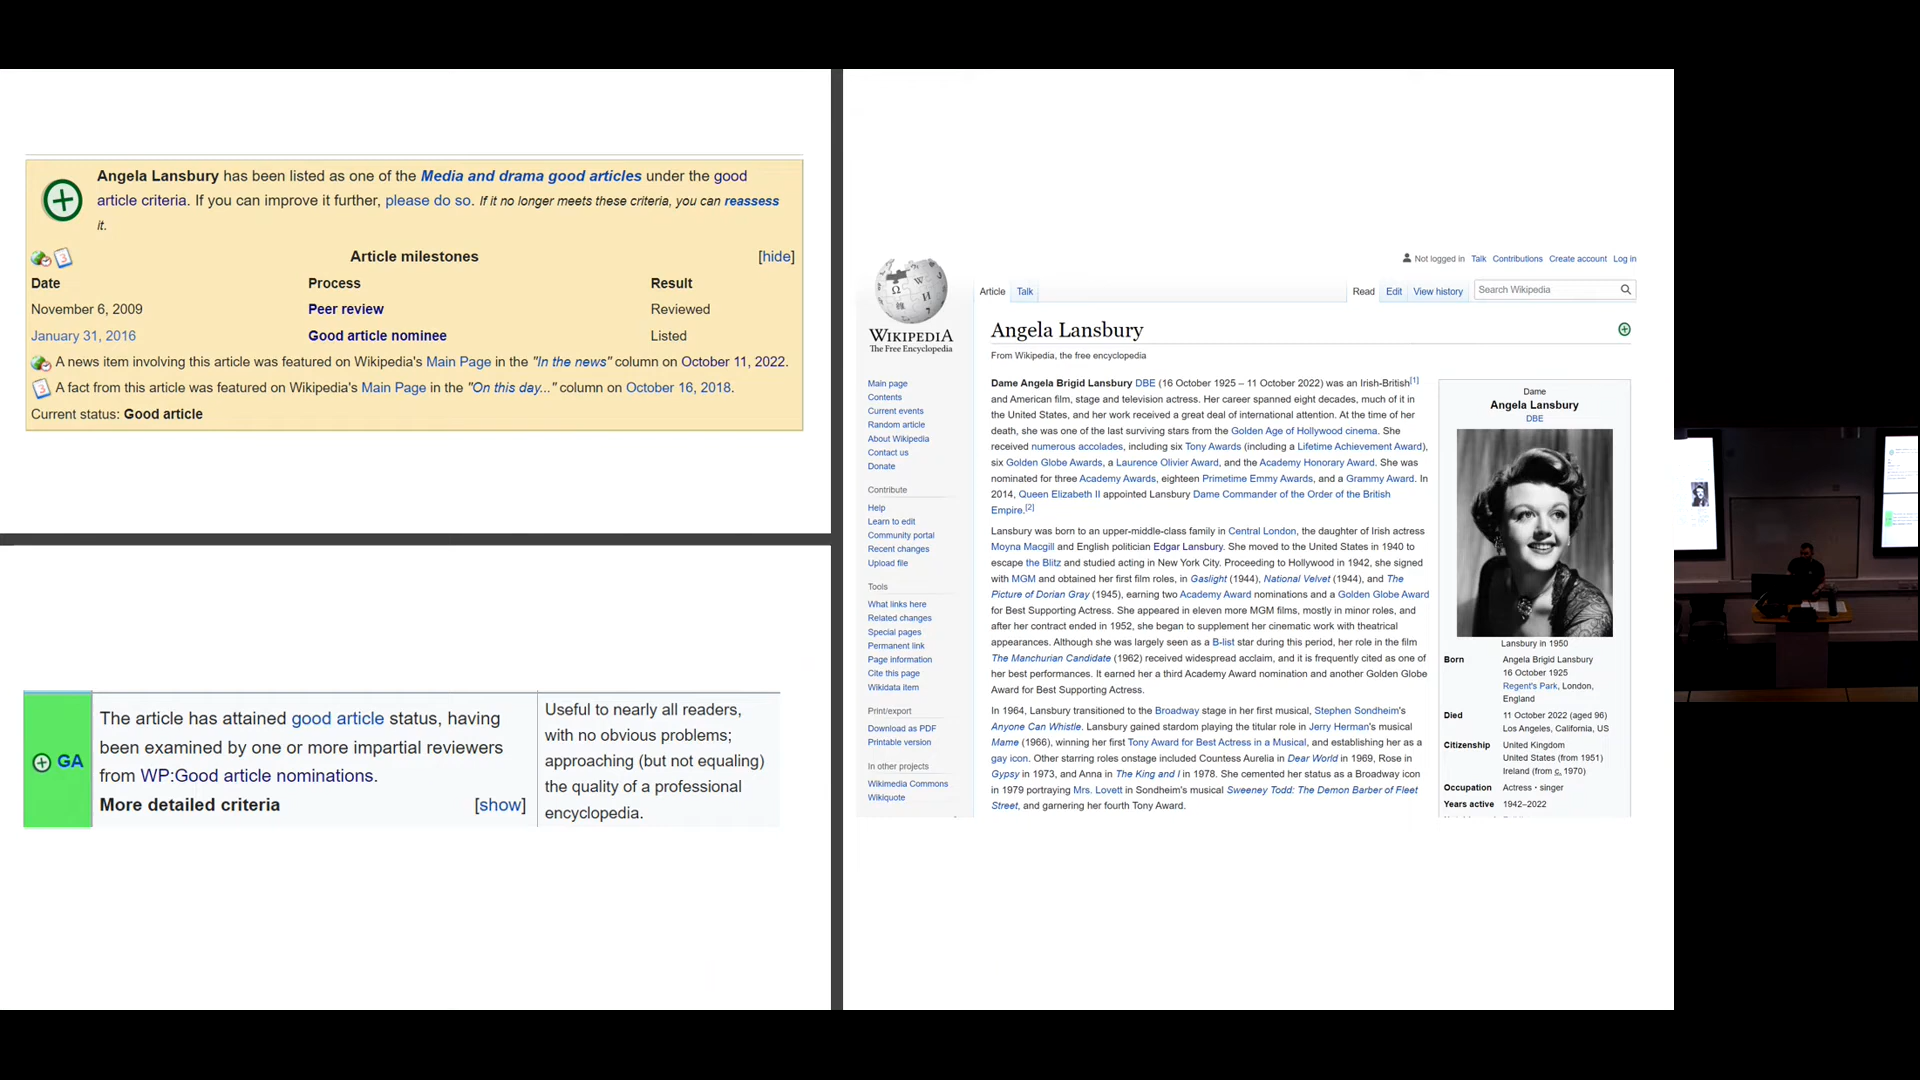 Angela Lansbury has been listed as one of the Media and drama good articles under the good
article criteria. If you can improve it further, please do so. If it no longer meets these criteria, you can reassess
it.
Article milestones [hide]
Date Process Result
November 6, 2009 Peer review Reviewed
January 31, 2016 Good article nominee Listed
A news item involving this article was featured on Wikipedia's Main Page in the "In the news" column on October 11, 2022.
A fact from this article was featured on Wikipedia's Main Page in the "On this day..." column on October 16, 2018.
Current status: Good article
GA
The article has attained good article status, having
been examined by one or more impartial reviewers
from WP:Good article nominations.
More detailed criteria [show]
Useful to nearly all readers,
with no obvious problems;
approaching (but not equaling)
the quality of a professional
encyclopedia.
WIKIPEDIA
The Free Encyclopedia
Not logged in Talk Contributions Create account Log in
Article Talk Read Edit View history Search Wikipedia
Main page
Contents
Current events
Random article
About Wikipedia
Contact us
Donate
Contribute
Help
Learn to edit
Community portal
Recent changes
Upload file
Tools
What links here
Related changes
Special pages
Permanent link
Page information
Cite this page
Wikidata item
Print/export
Download as PDF
Printable version
In other projects
Wikimedia Commons
Wikiquote
Angela Lansbury
From Wikipedia, the free encyclopedia
Dame Angela Brigid Lansbury DBE (16 October 1925 – 11 October 2022) was an Irish-British[1]
and American film, stage and television actress. Her career spanned eight decades, much of it in
the United States, and her work received a great deal of international attention. At the time of her
death, she was one of the last surviving stars from the Golden Age of Hollywood cinema. She
received numerous accolades, including six Tony Awards (including a Lifetime Achievement Award),
six Golden Globe Awards, a Laurence Olivier Award, and the Academy Honorary Award. She was
nominated for three Academy Awards, eighteen Primetime Emmy Awards, and a Grammy Award. In
2014, Queen Elizabeth II appointed Lansbury Dame Commander of the Order of the British
Empire.[2]
Lansbury was born to an upper-middle-class family in Central London, the daughter of Irish actress
Moyna Macgill and English politician Edgar Lansbury. She moved to the United States in 1940 to
escape the Blitz and studied acting in New York City. Proceeding to Hollywood in 1942, she signed
with MGM and obtained her first film roles, in Gaslight (1944), National Velvet (1944), and The
Picture of Dorian Gray (1945), earning two Academy Award nominations and a Golden Globe Award
for Best Supporting Actress. She appeared in eleven more MGM films, mostly in minor roles, and
after her contract ended in 1952, she began to supplement her cinematic work with theatrical
appearances. Although she was largely seen as a B-list star during this period, her role in the film
The Manchurian Candidate (1962) received widespread acclaim, and it is frequently cited as one of
her best performances. It earned her a third Academy Award nomination and another Golden Globe
Award for Best Supporting Actress.
In 1964, Lansbury transitioned to the Broadway stage in her first musical, Stephen Sondheim's
Anyone Can Whistle. Lansbury gained stardom playing the titular role in Jerry Herman's musical
Mame (1966), winning her first Tony Award for Best Actress in a Musical, and establishing her as a
gay icon. Other starring roles onstage included Countess Aurelia in Dear World in 1969, Rose in
Gypsy in 1973, and Anna in The King and I in 1978. She cemented her status as a Broadway icon
in 1979 portraying Mrs. Lovett in Sondheim's musical Sweeney Todd: The Demon Barber of Fleet
Street, and garnering her fourth Tony Award.
Dame
Angela Lansbury
DBE
Lansbury in 1950
Born Angela Brigid Lansbury
16 October 1925
Regent's Park, London,
England
Died 11 October 2022 (aged 96)
Los Angeles, California, US
Citizenship United Kingdom
United States (from 1951)
Ireland (from c. 1970)
Occupation Actress · singer
Years active 1942–2022